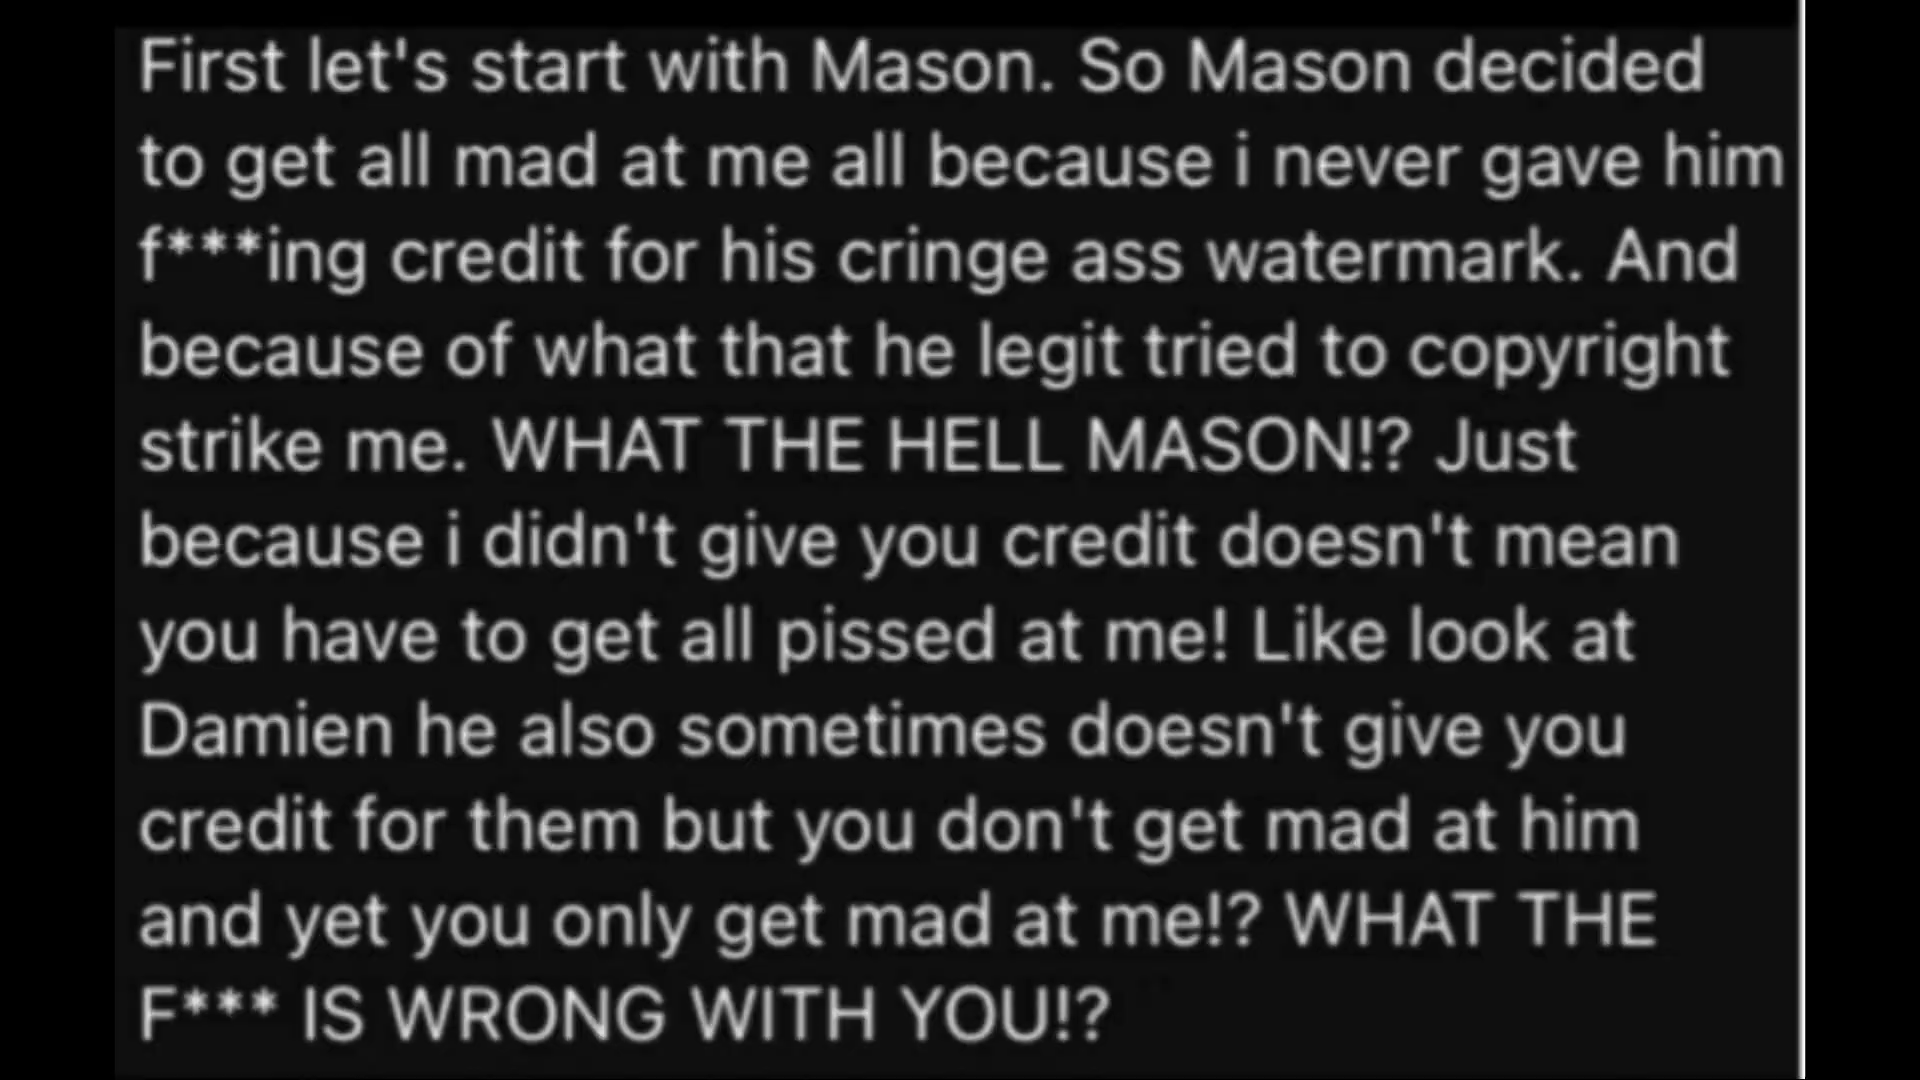 First let's start with Mason. So Mason decided
to get all mad at me all because i never gave him
f***ing credit for his cringe ass watermark. And
because of what that he legit tried to copyright
strike me. WHAT THE HELL MASON!? Just
because i didn't give you credit doesn't mean
you have to get all pissed at me! Like look at
Damien he also sometimes doesn't give you
credit for them but you don't get mad at him
and yet you only get mad at me!? WHAT THE
F*** IS WRONG WITH YOU!?